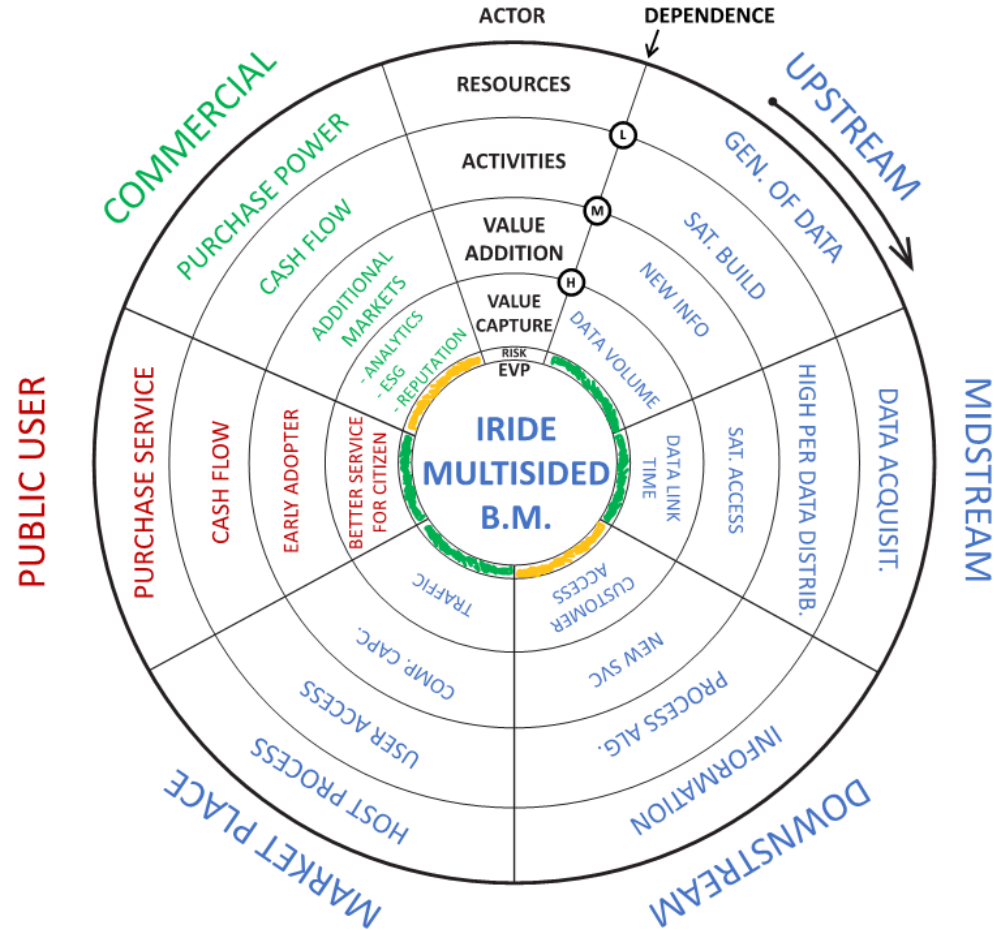 ACTOR
DEPENDENCE
RESOURCES
L
ACTIVITIES
M
VALUE
ADDITION
H
VALUE
CAPTURE
RISK
EVP
IRIDE
MULTISIDED
B.M.
UPSTREAM
GEN. OF DATA
SAT. BUILD
NEW INFO
DATA VOLUME
MIDSTREAM
DATA ACQUISIT.
HIGH PER DATA DISTRIB.
SAT. ACCESS
DATA LINK
TIME
DOWNSTREAM
INFORMATION
PROCESS ALG.
NEW SVC
CUSTOMER
ACCESS
MARKET PLACE
HOST PROCESS
USER ACCESS
COMP. CAPC.
TRAFFIC
PUBLIC USER
PURCHASE SERVICE
CASH FLOW
EARLY ADOPTER
BETTER SERVICE
FOR CITIZEN
COMMERCIAL
PURCHASE POWER
CASH FLOW
ADDITIONAL
MARKETS
- ANALYTICS
- ESG
- REPUTATION